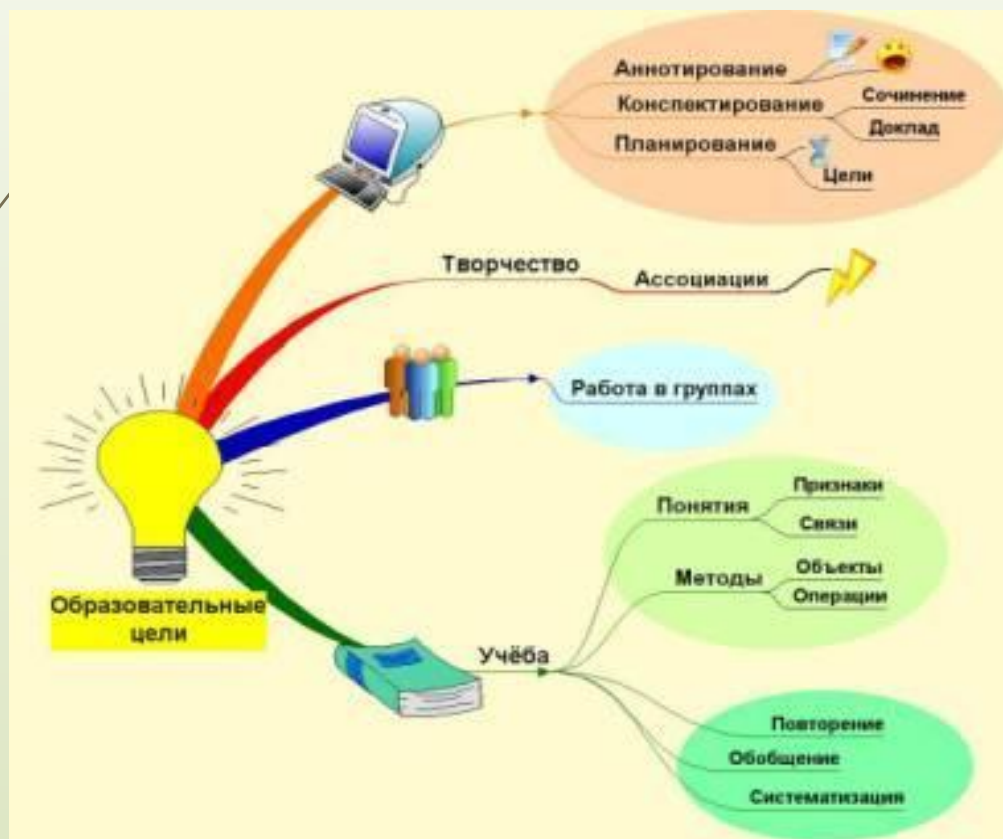 Аннотирование
Конспектирование
Сочинение
Доклад
Планирование
Цели
Творчество
Ассоциации
Работа в группах
Образовательные
цели
Учёба
Понятия
Признаки
Связи
Методы
Объекты
Операции
Повторение
Обобщение
Систематизация